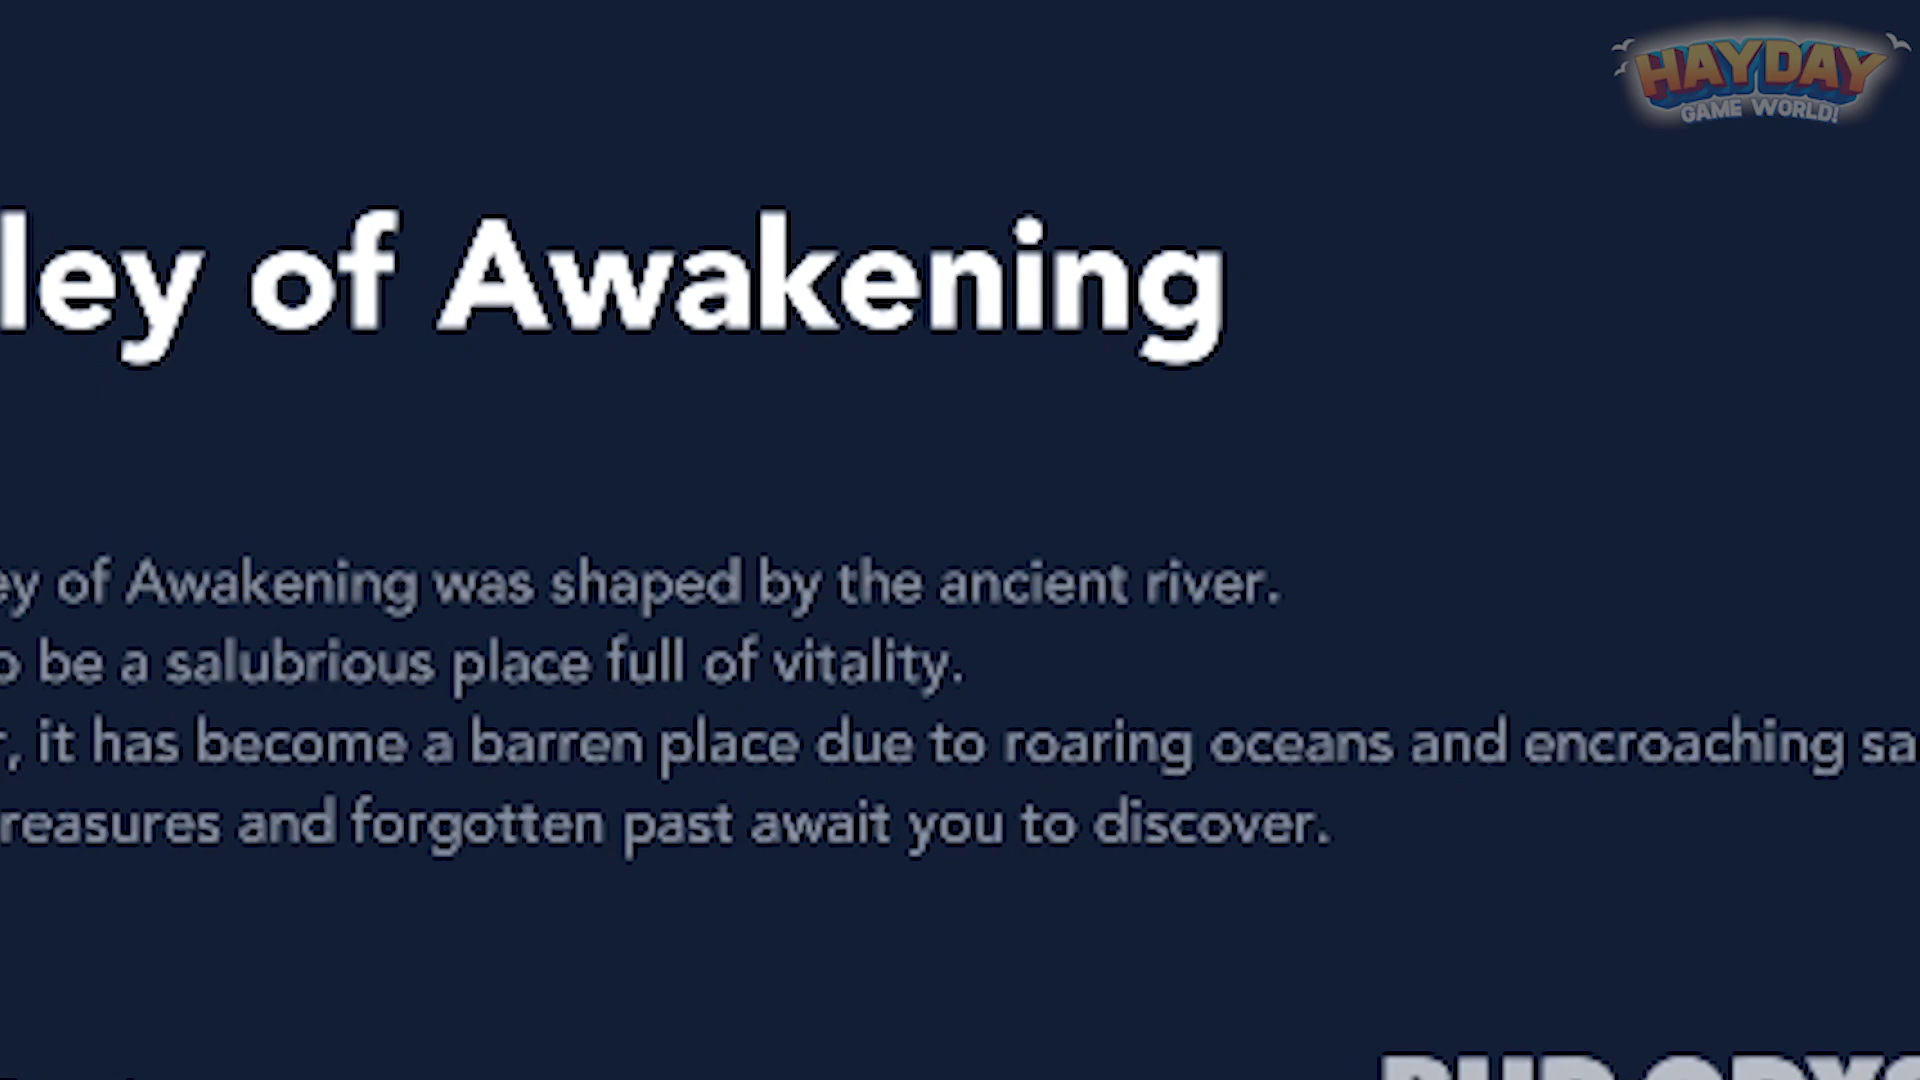 HAYDAY
GAME WORLD!
ley of Awakening
ey of Awakening was shaped by the ancient river.
o be a salubrious place full of vitality.
r, it has become a barren place due to roaring oceans and encroaching sa
reasures and forgotten past await you to discover.